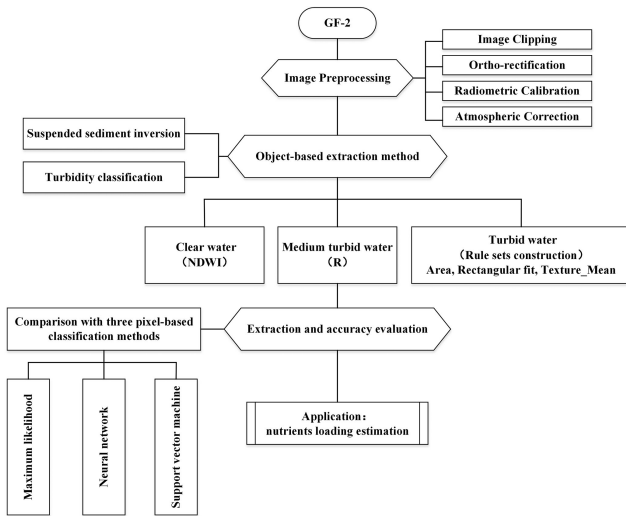 GF-2
Image Preprocessing
Image Clipping
Ortho-rectification
Radiometric Calibration
Atmospheric Correction
Suspended sediment inversion
Turbidity classification
Object-based extraction method
Clear water
(NDWI)
Medium turbid water
(R)
Turbid water
(Rule sets construction)
Area, Rectangular fit, Texture_Mean
Comparison with three pixel-based
classification methods
Extraction and accuracy evaluation
Maximum likelihood
Neural network
Support vector machine
Application:
nutrients loading estimation